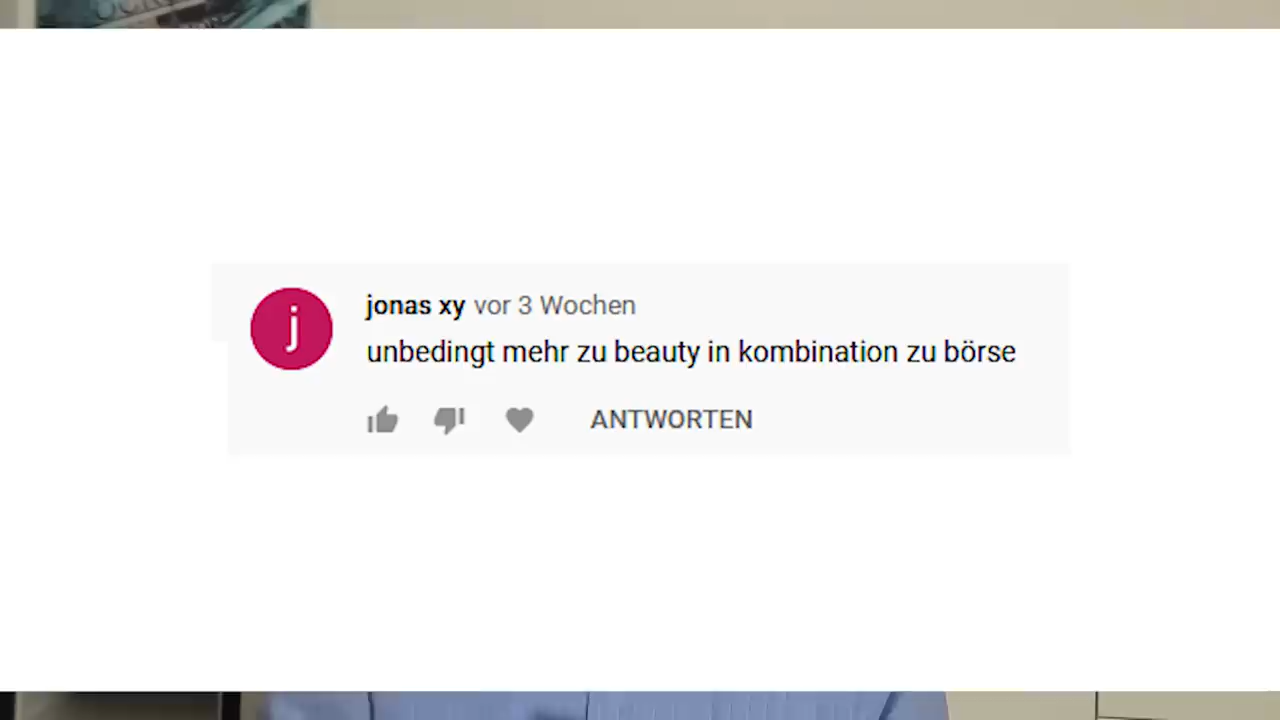 jonas xy vor 3 Wochen
unbedingt mehr zu beauty in kombination zu börse
ANTWORTEN